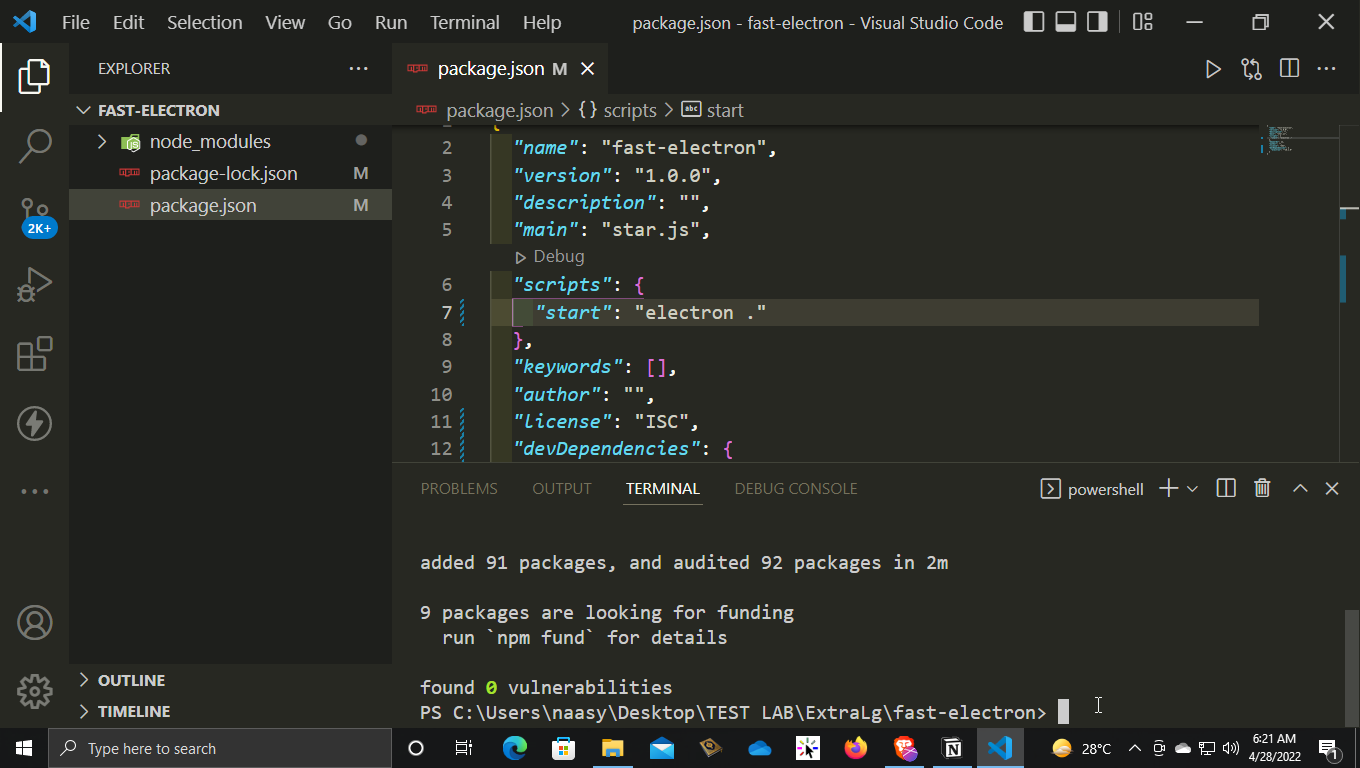 File Edit Selection View Go Run Terminal Help package.json - fast-electron - Visual Studio Code
EXPLORER
FAST-ELECTRON
node_modules
package-lock.json M
package.json M
2K+
OUTLINE
TIMELINE
package.json M
package.json > {} scripts > abc start
2 "name": "fast-electron",
3 "version": "1.0.0",
4 "description": "",
5 "main": "star.js",
Debug
6 "scripts": {
7 "start": "electron ."
8 },
9 "keywords": [],
10 "author": "",
11 "license": "ISC",
12 "devDependencies": {
PROBLEMS OUTPUT TERMINAL DEBUG CONSOLE powershell
added 91 packages, and audited 92 packages in 2m
9 packages are looking for funding
run `npm fund` for details
found 0 vulnerabilities
PS C:\Users\naasy\Desktop\TEST LAB\ExtraLg\fast-electron>
Type here to search
28°C
6:21 AM
4/28/2022
1